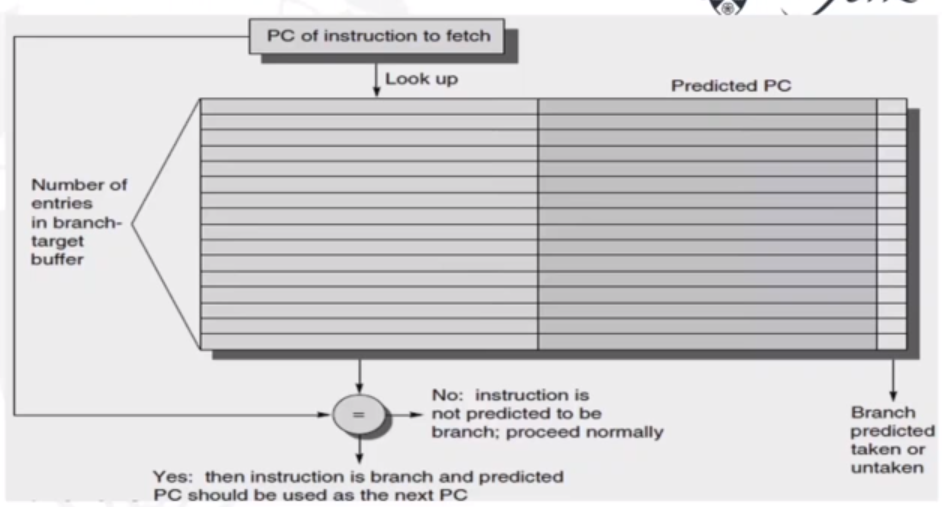 PC of instruction to fetch
Look up
Predicted PC
Number of
entries
in branch-
target
buffer
=
No: instruction is
not predicted to be
branch; proceed normally
Branch
predicted
taken or
untaken
Yes: then instruction is branch and predicted
PC should be used as the next PC